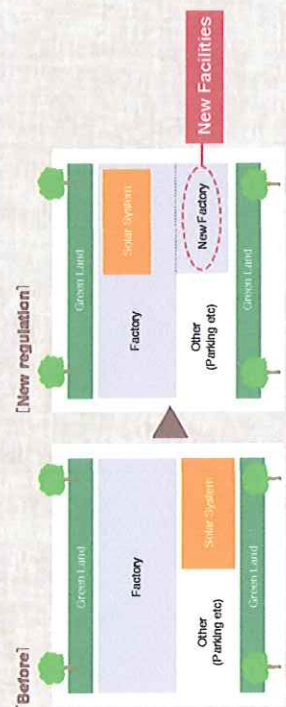 [Before]
Green Land
Factory
Other
(Parking etc)
Solar System
Green Land
[New regulation]
Green Land
Factory
Solar System
Other
(Parking etc)
New Factory
Green Land
New Facilities